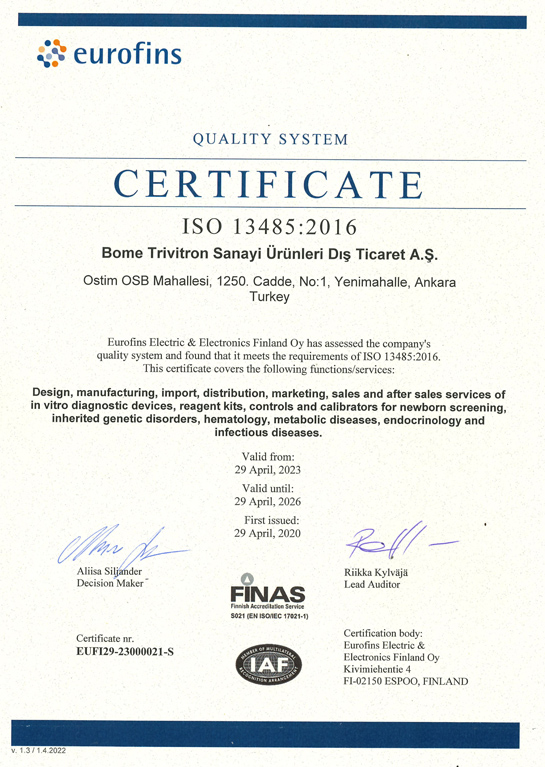 eurofins
QUALITY SYSTEM
CERTIFICATE
ISO 13485:2016
Bome Trivitron Sanayi Ürünleri Dış Ticaret A.Ş.
Ostim OSB Mahallesi, 1250. Cadde, No:1, Yenimahalle, Ankara
Turkey
Eurofins Electric & Electronics Finland Oy has assessed the company's
quality system and found that it meets the requirements of ISO 13485:2016.
This certificate covers the following functions/services:
Design, manufacturing, import, distribution, marketing, sales and after sales services of
in vitro diagnostic devices, reagent kits, controls and calibrators for newborn screening,
inherited genetic disorders, hematology, metabolic diseases, endocrinology and
infectious diseases.
Valid from:
29 April, 2023
Valid until:
29 April, 2026
First issued:
29 April, 2020
Aliisa Siljander
Decision Maker
Riikka Kylväjä
Lead Auditor
FINAS
Finnish Accreditation Service
S021 (EN ISO/IEC 17021-1)
Certificate nr.
EUFI29-23000021-S
MEMBER OF MULTILATERAL
IAF
RECOGNITION ARRANGEMENT
Certification body:
Eurofins Electric &
Electronics Finland Oy
Kivimiehentie 4
FI-02150 ESPOO, FINLAND
v. 1.3 / 1.4.2022